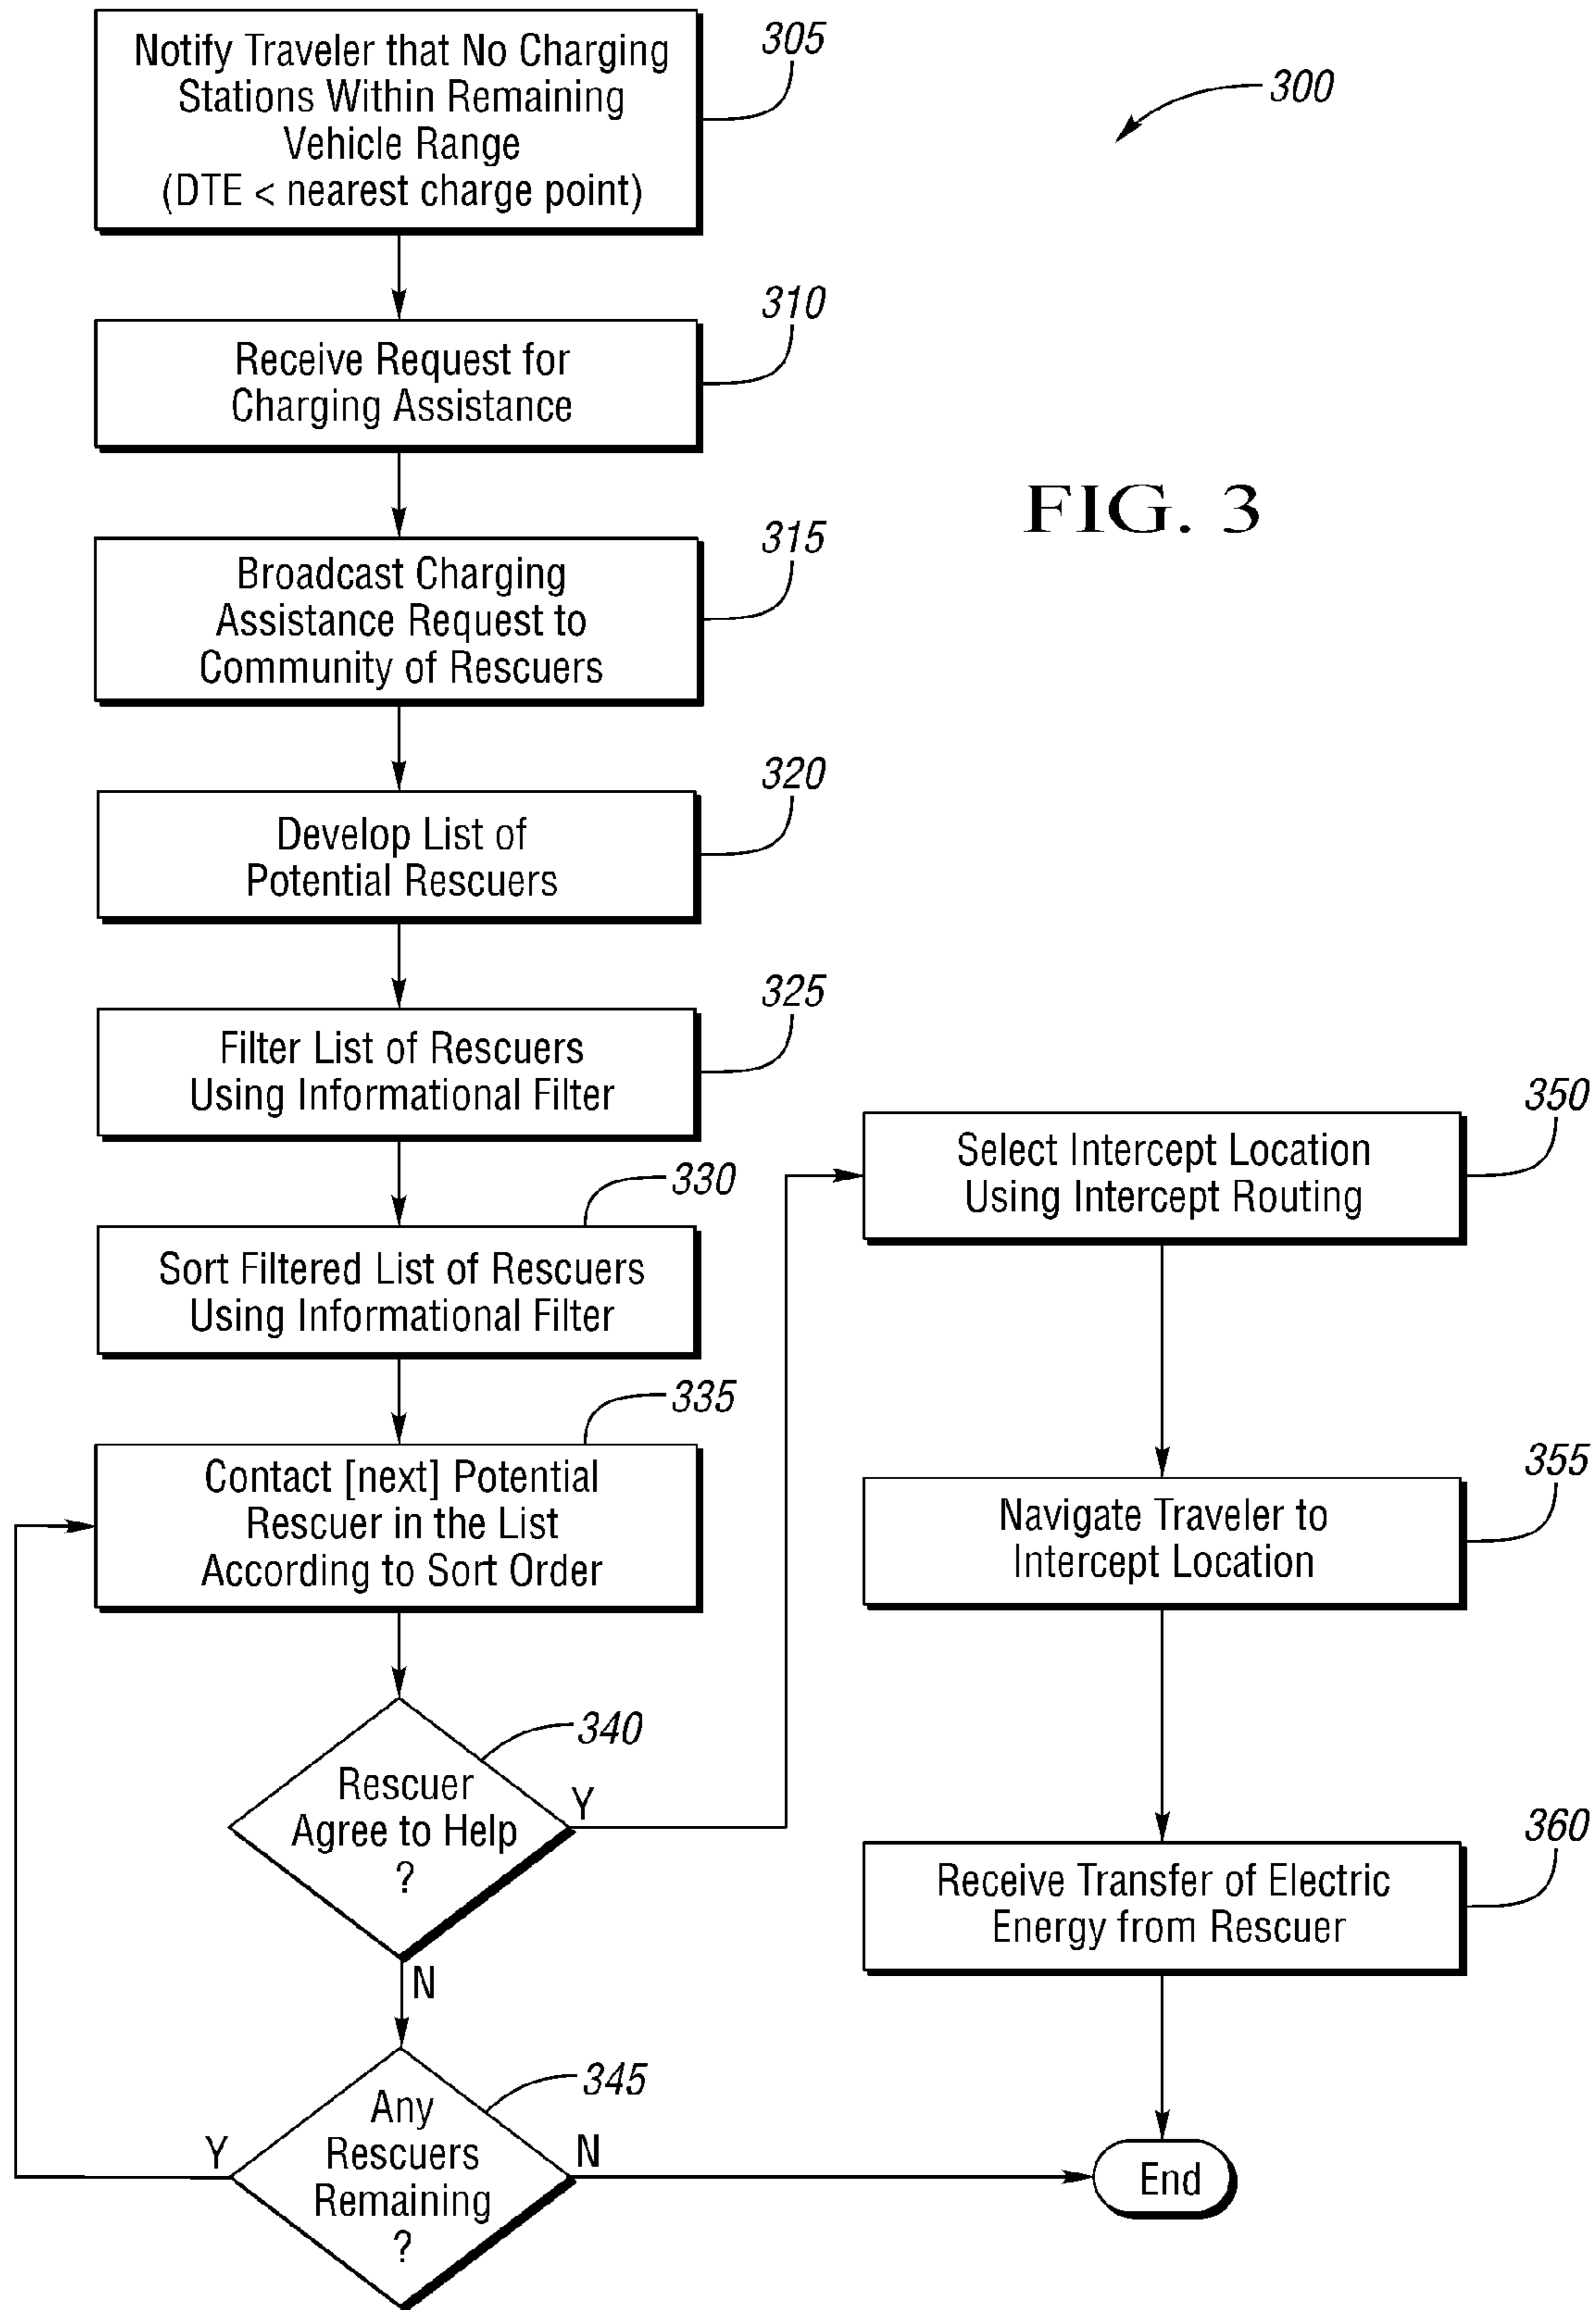 Notify Traveler that No Charging
Stations Within Remaining
Vehicle Range
(DTE < nearest charge point)
305
300
Receive Request for
Charging Assistance
310
FIG. 3
Broadcast Charging
Assistance Request to
Community of Rescuers
315
Develop List of
Potential Rescuers
320
Filter List of Rescuers
Using Informational Filter
325
Sort Filtered List of Rescuers
Using Informational Filter
330
Contact [next] Potential
Rescuer in the List
According to Sort Order
335
Rescuer
Agree to Help
?
340
Y
N
Any
Rescuers
Remaining
?
345
Y
N
Select Intercept Location
Using Intercept Routing
350
Navigate Traveler to
Intercept Location
355
Receive Transfer of Electric
Energy from Rescuer
360
End